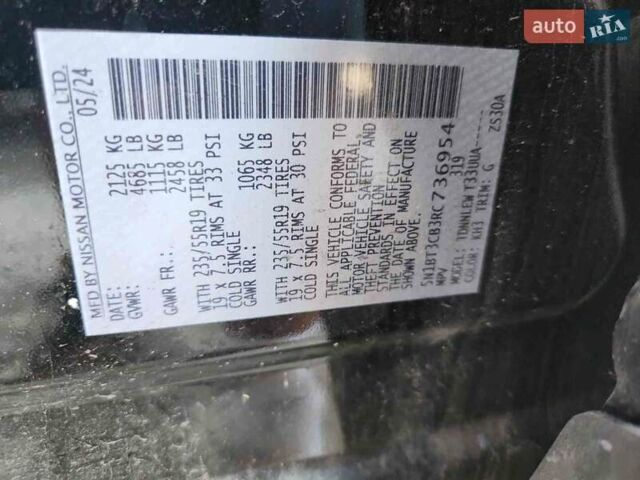 auto RIA.com
MFD BY NISSAN MOTOR CO., LTD.
DATE: 05/24
GVWR: 2125 KG
4685 LB
GAWR FR.: 1115 KG
2458 LB
WITH 235/55R19 TIRES
19 X 7.5 RIMS AT 33 PSI
COLD SINGLE
GAWR RR.: 1065 KG
2348 LB
WITH 235/55R19 TIRES
19 X 7.5 RIMS AT 30 PSI
COLD SINGLE
THIS VEHICLE CONFORMS TO
ALL APPLICABLE FEDERAL
MOTOR VEHICLE SAFETY AND
THEFT PREVENTION
STANDARDS IN EFFECT ON
THE DATE OF MANUFACTURE
SHOWN ABOVE.
5N1BT3CB3RC736954
MPV 319
MODEL: TDNNLEWT33UUA-----
COLOR: KH3 TRIM: G ZS30A